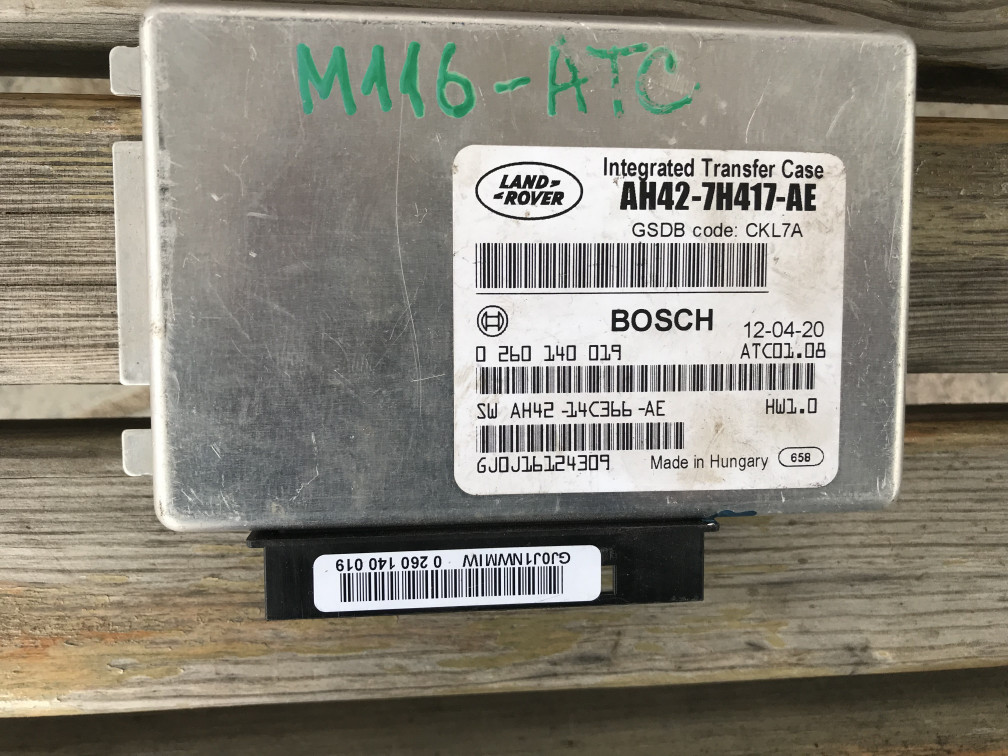 M116-ATC
LAND-
-ROVER
Integrated Transfer Case
AH42-7H417-AE
GSDB code: CKL7A
BOSCH
12-04-20
0 260 140 019
ATC01.08
SW AH42 -14C366 -AE
HW1.0
GJ0J16124309
Made in Hungary
658
GJ0J1NWMIW 0 260 140 019